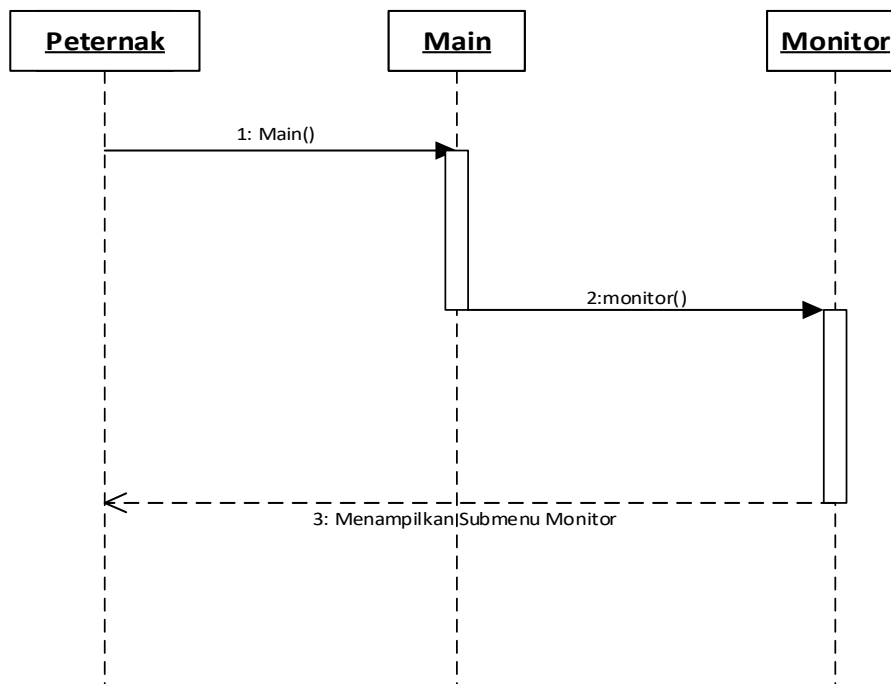 Peternak
Main
Monitor
1: Main()
2:monitor()
3: Menampilkan Submenu Monitor